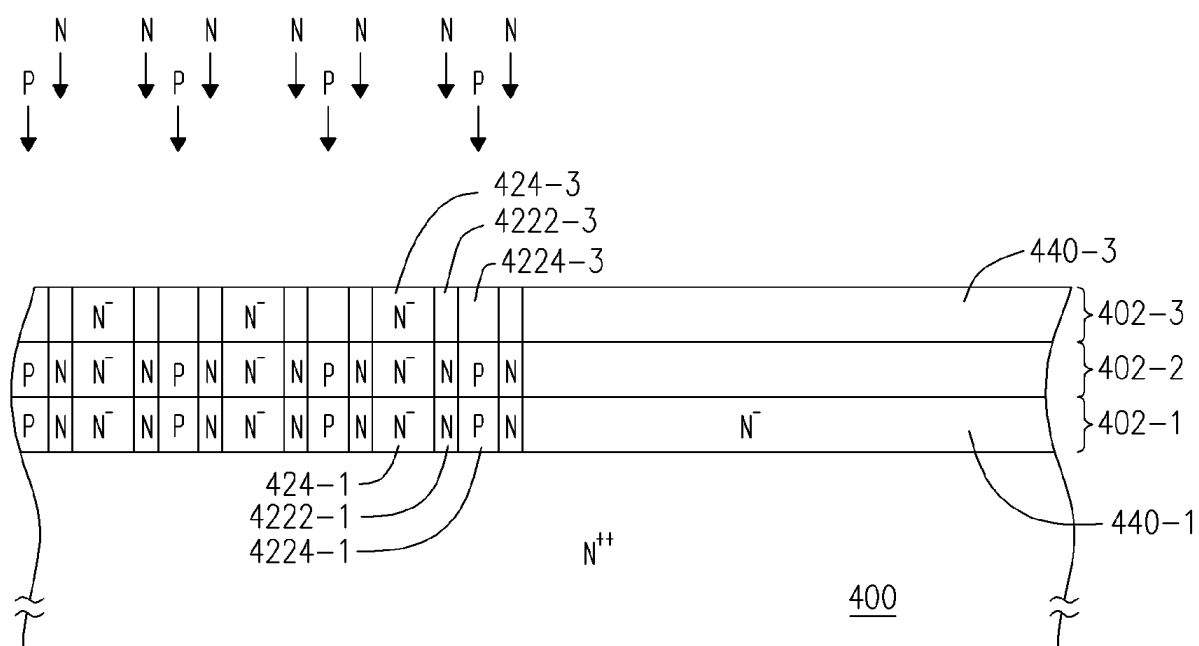 N N N N N N N
P P P P
424-3
4222-3
4224-3
440-3
N⁻ N⁻ N⁻ 402-3
P N N⁻ N P N N⁻ N P N N⁻ N P N 402-2
P N N⁻ N P N N⁻ N P N N⁻ N P N N⁻ 402-1
424-1
4222-1
4224-1
440-1
N⁺⁺
400